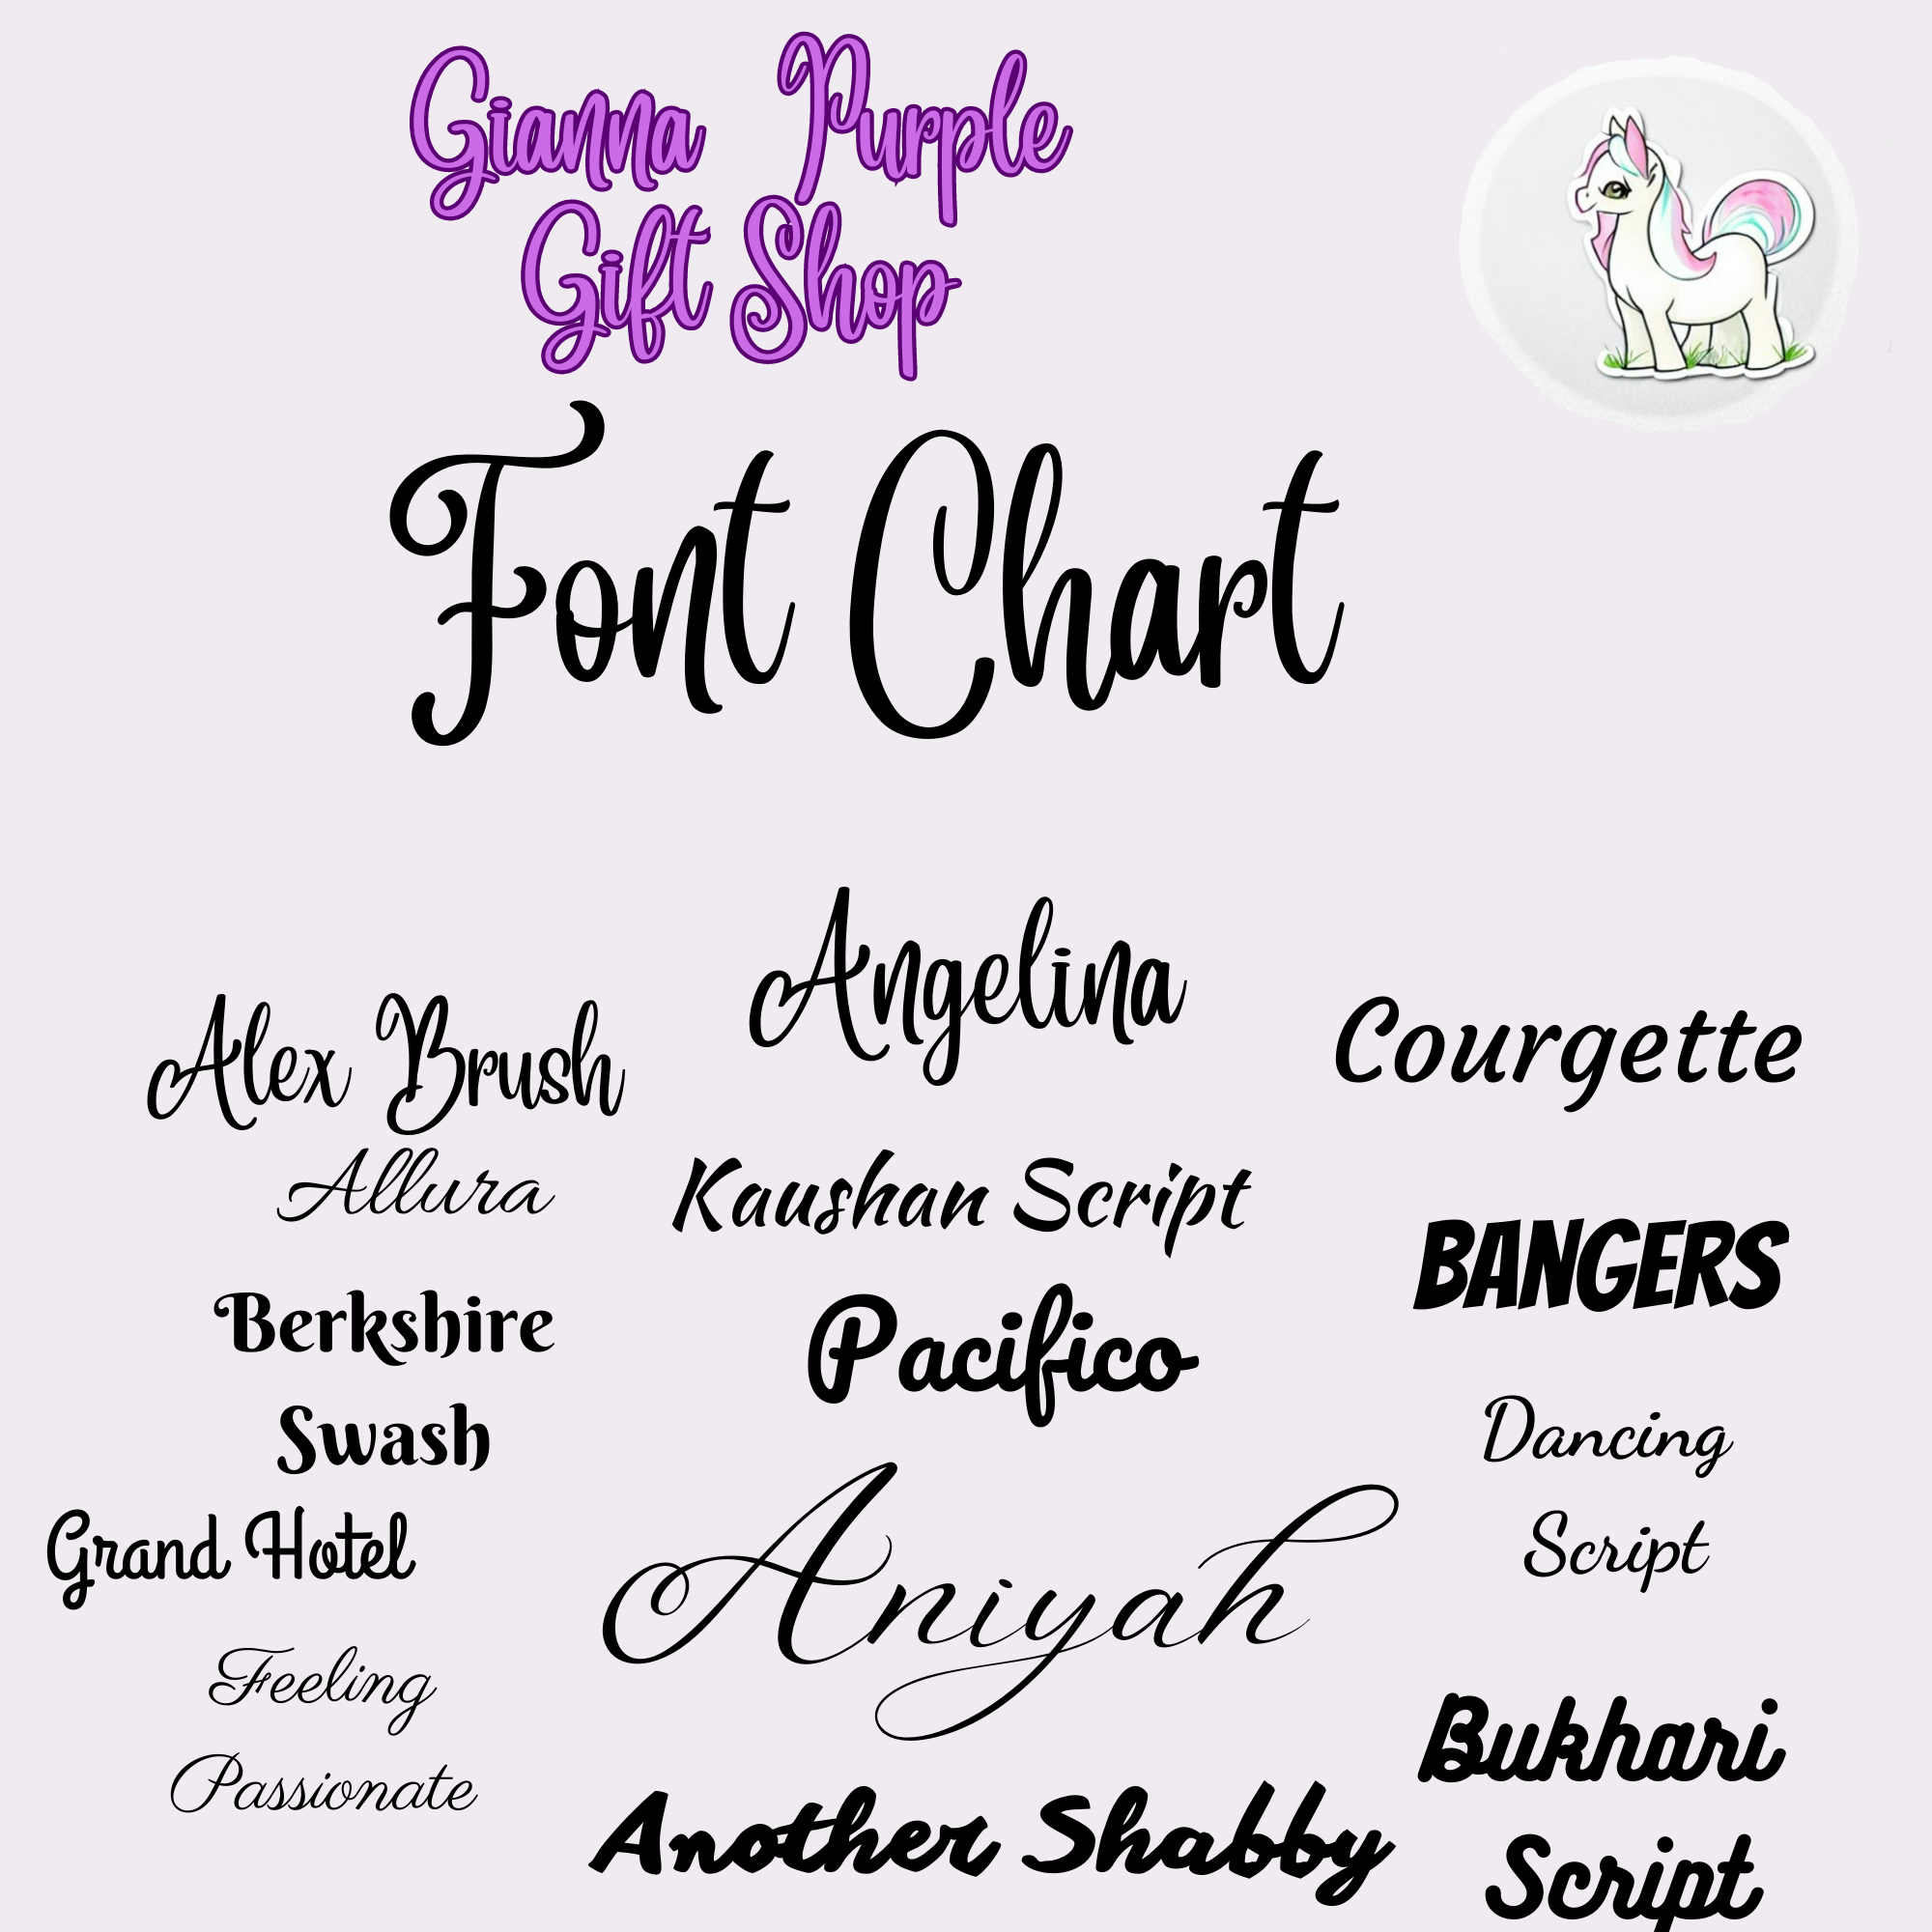 Gianna Purple
Gift Shop
Font Chart
Angelina
Alex Brush
Courgette
Allura
Kaushan Script
BANGERS
Berkshire
Swash
Pacifico
Dancing
Script
Grand Hotel
Aniyah
Feeling
Passionate
Bukhari
Script
Another Shabby